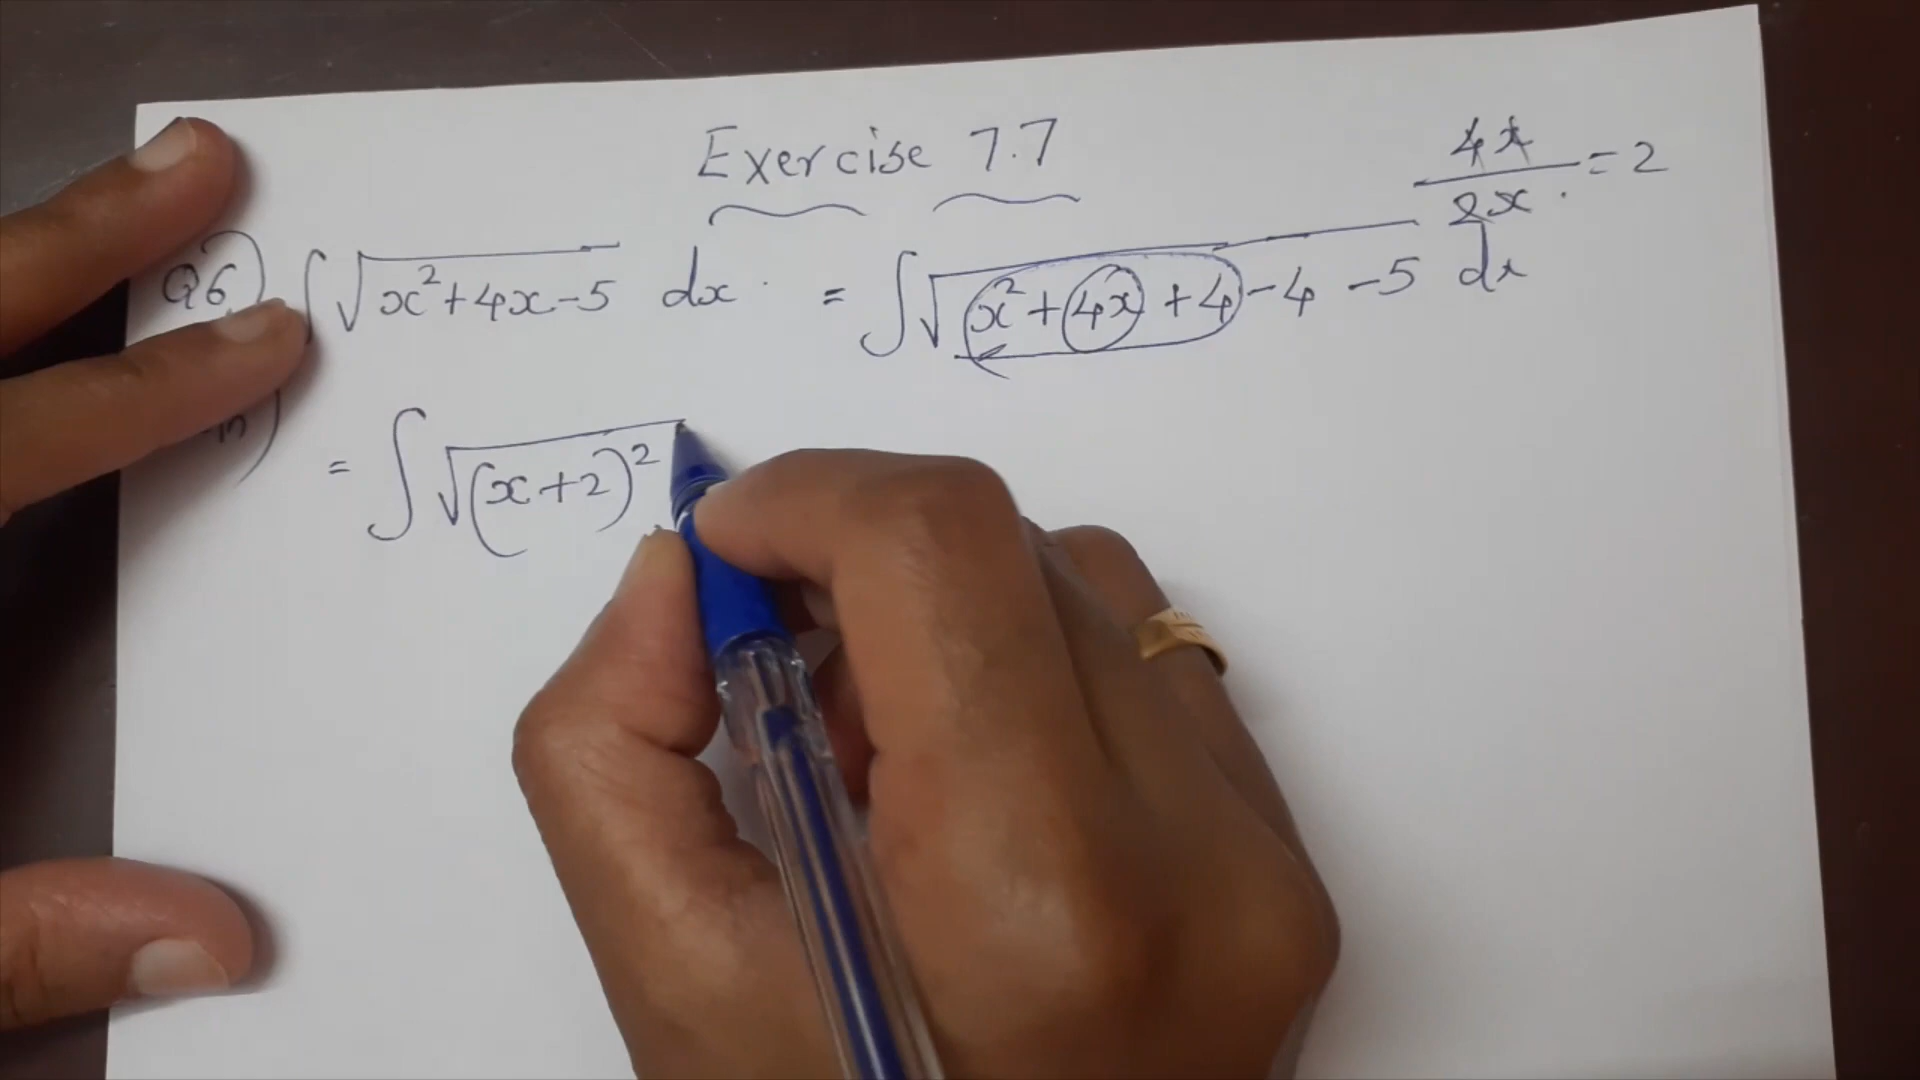 Exercise 7.7
4x/2x = 2
Q6) ∫√(x²+4x-5) dx = ∫√(x²+4x+4-4-5) dx
= ∫√(x+2)²